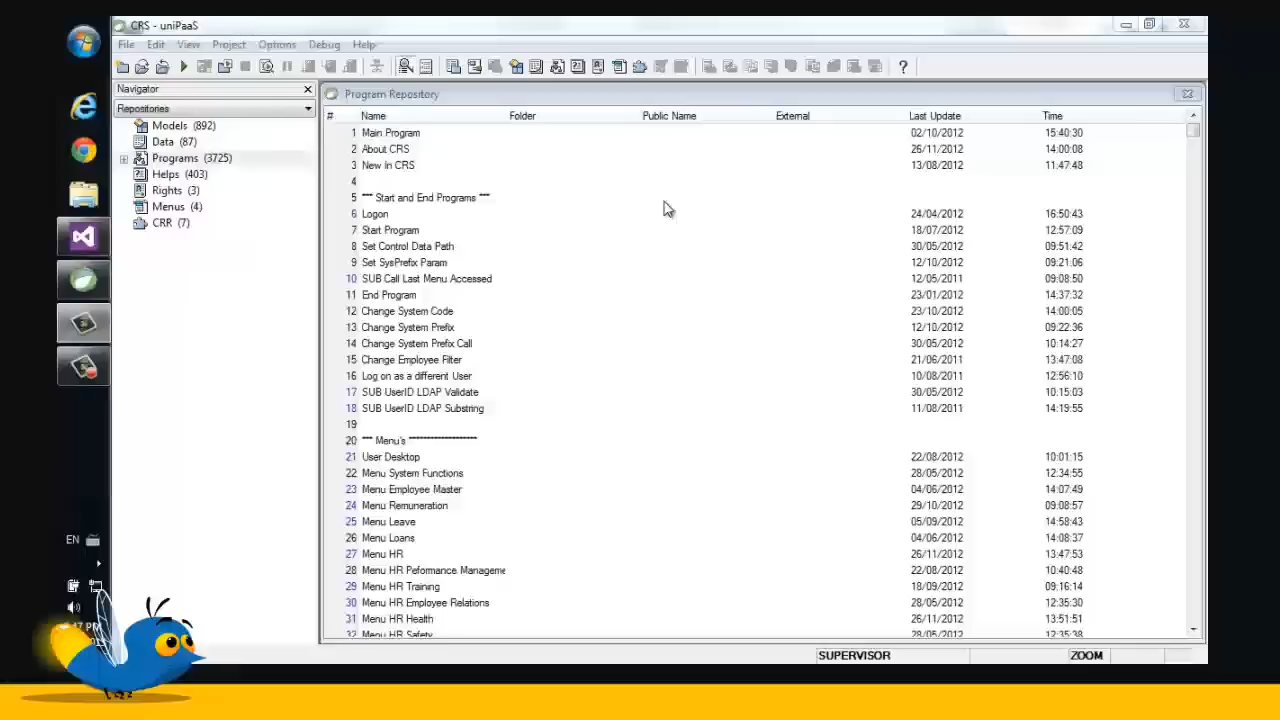 CRS - uniPaaS
File Edit View Project Options Debug Help
Navigator
Repositories
Models (892)
Data (87)
Programs (3725)
Helps (403)
Rights (3)
Menus (4)
CRR (7)
Program Repository
# Name Folder Public Name External Last Update Time
1 Main Program 02/10/2012 15:40:30
2 About CRS 26/11/2012 14:00:08
3 New In CRS 13/08/2012 11:47:48
4
5 *** Start and End Programs ***
6 Logon 24/04/2012 16:50:43
7 Start Program 18/07/2012 12:57:09
8 Set Control Data Path 30/05/2012 09:51:42
9 Set SysPrefix Param 12/10/2012 09:21:06
10 SUB Call Last Menu Accessed 12/05/2011 09:08:50
11 End Program 23/01/2012 14:37:32
12 Change System Code 23/10/2012 14:00:05
13 Change System Prefix 12/10/2012 09:22:36
14 Change System Prefix Call 30/05/2012 10:14:27
15 Change Employee Filter 21/06/2011 13:47:08
16 Log on as a different User 10/08/2011 12:56:10
17 SUB UserID LDAP Validate 30/05/2012 10:15:03
18 SUB UserID LDAP Substring 11/08/2011 14:19:55
19
20 *** Menu's ********************
21 User Desktop 22/08/2012 10:01:15
22 Menu System Functions 28/05/2012 12:34:55
23 Menu Employee Master 04/06/2012 14:07:49
24 Menu Remuneration 29/10/2012 09:08:57
25 Menu Leave 05/09/2012 14:58:43
26 Menu Loans 04/06/2012 14:08:37
27 Menu HR 26/11/2012 13:47:53
28 Menu HR Peformance Manageme 22/08/2012 10:40:48
29 Menu HR Training 18/09/2012 09:16:14
30 Menu HR Employee Relations 28/05/2012 12:35:30
31 Menu HR Health 26/11/2012 13:51:51
32 Menu HR Safety 28/05/2012 12:35:38
EN
PM
SUPERVISOR ZOOM